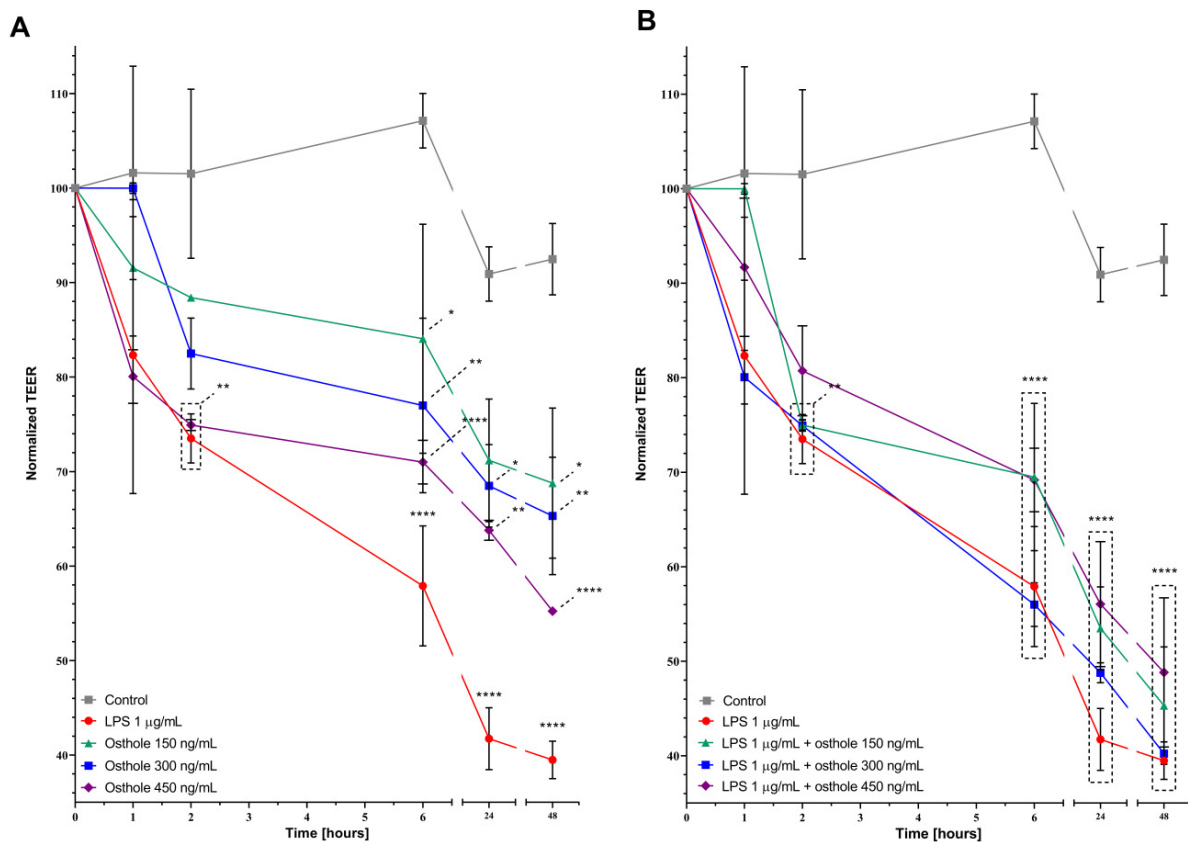 A
Normalized TEER
110
100
90
80
70
60
50
40
*
**
****
**
*
*
**
**
****
****
****
****
Control
LPS 1 μg/mL
Osthole 150 ng/mL
Osthole 300 ng/mL
Osthole 450 ng/mL
0 1 2 3 4 5 6 24 48
Time [hours]
B
Normalized TEER
110
100
90
80
70
60
50
40
**
****
****
****
Control
LPS 1 μg/mL
LPS 1 μg/mL + osthole 150 ng/mL
LPS 1 μg/mL + osthole 300 ng/mL
LPS 1 μg/mL + osthole 450 ng/mL
0 1 2 3 4 5 6 24 48
Time [hours]